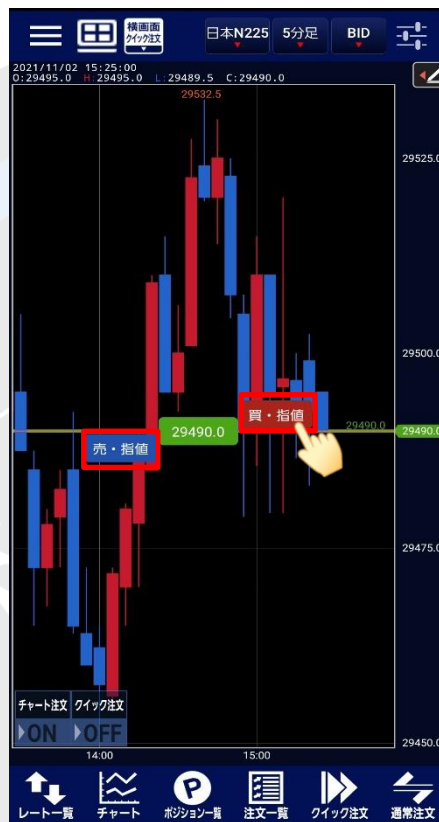 横画面
クイック注文
日本N225
5分足
BID
2021/11/02 15:25:00
O:29495.0 H:29495.0 L:29489.5 C:29490.0
29532.5
29525.0
29500.0
買・指値
29490.0
29490.0
29490.0
売・指値
29475.0
チャート注文
クイック注文
ON
OFF
29450.0
14:00
15:00
レート一覧
チャート
P
ポジション一覧
注文一覧
クイック注文
通常注文